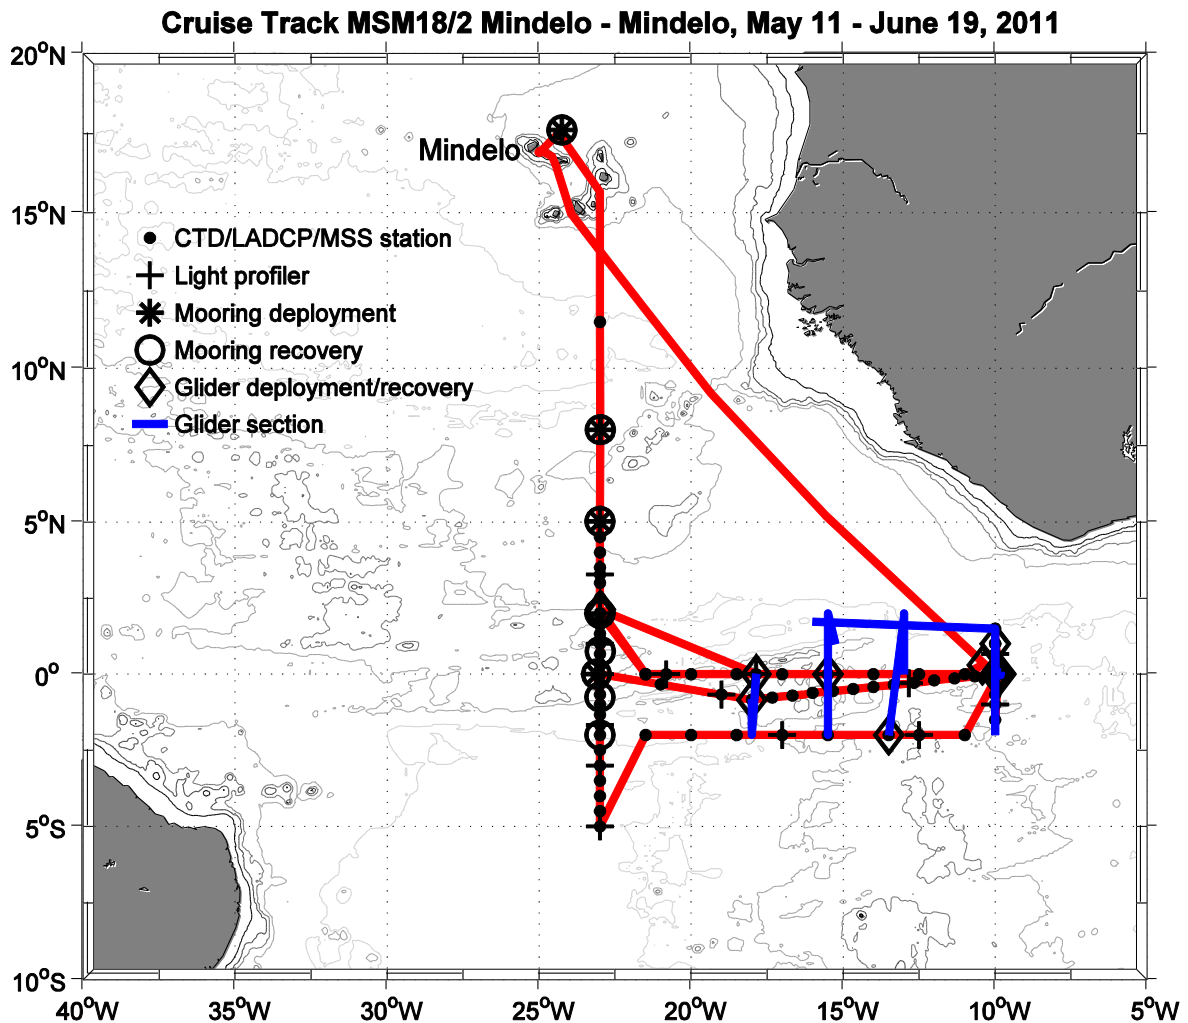 Cruise Track MSM18/2 Mindelo - Mindelo, May 11 - June 19, 2011
20°N
Mindelo
15°N
CTD/LADCP/MSS station
Light profiler
Mooring deployment
Mooring recovery
10°N
Glider deployment/recovery
Glider section
5°N
0°
5°S
10°S
40°W 35°W 30°W 25°W 20°W 15°W 10°W 5°W